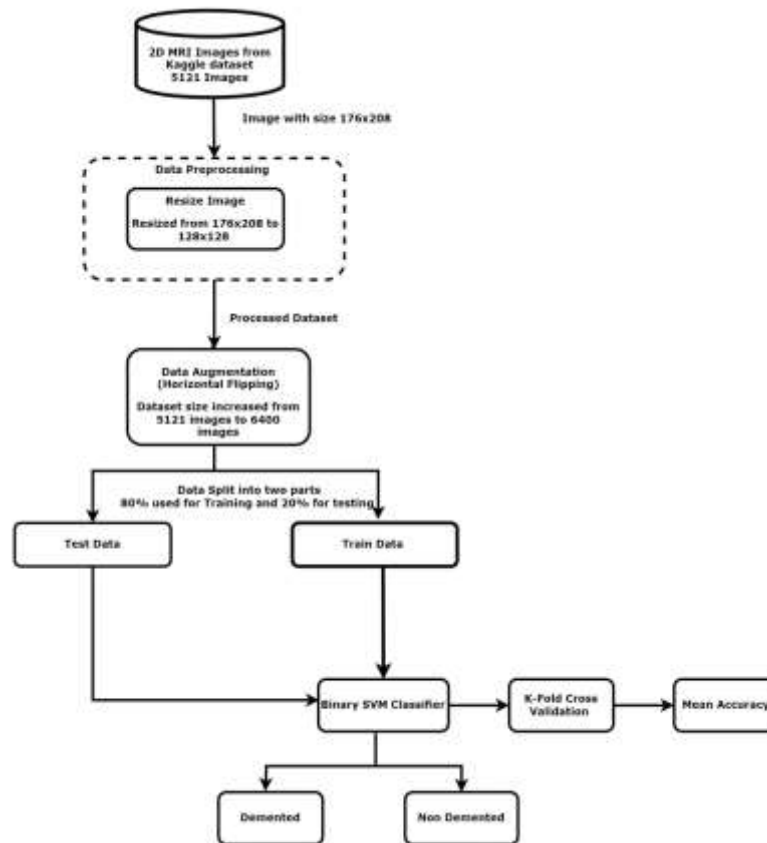 2D MRI Images from
Kaggle dataset
5121 Images
Image with size 176x208
Data Preprocessing
Resize Image
Resized from 176x208 to
128x128
Processed Dataset
Data Augmentation
(Horizontal Flipping)
Dataset size increased from
5121 images to 6400
images
Data Split into two parts
80% used for Training and 20% for testing
Test Data
Train Data
Binary SVM Classifier
K-Fold Cross
Validation
Mean Accuracy
Demented
Non Demented